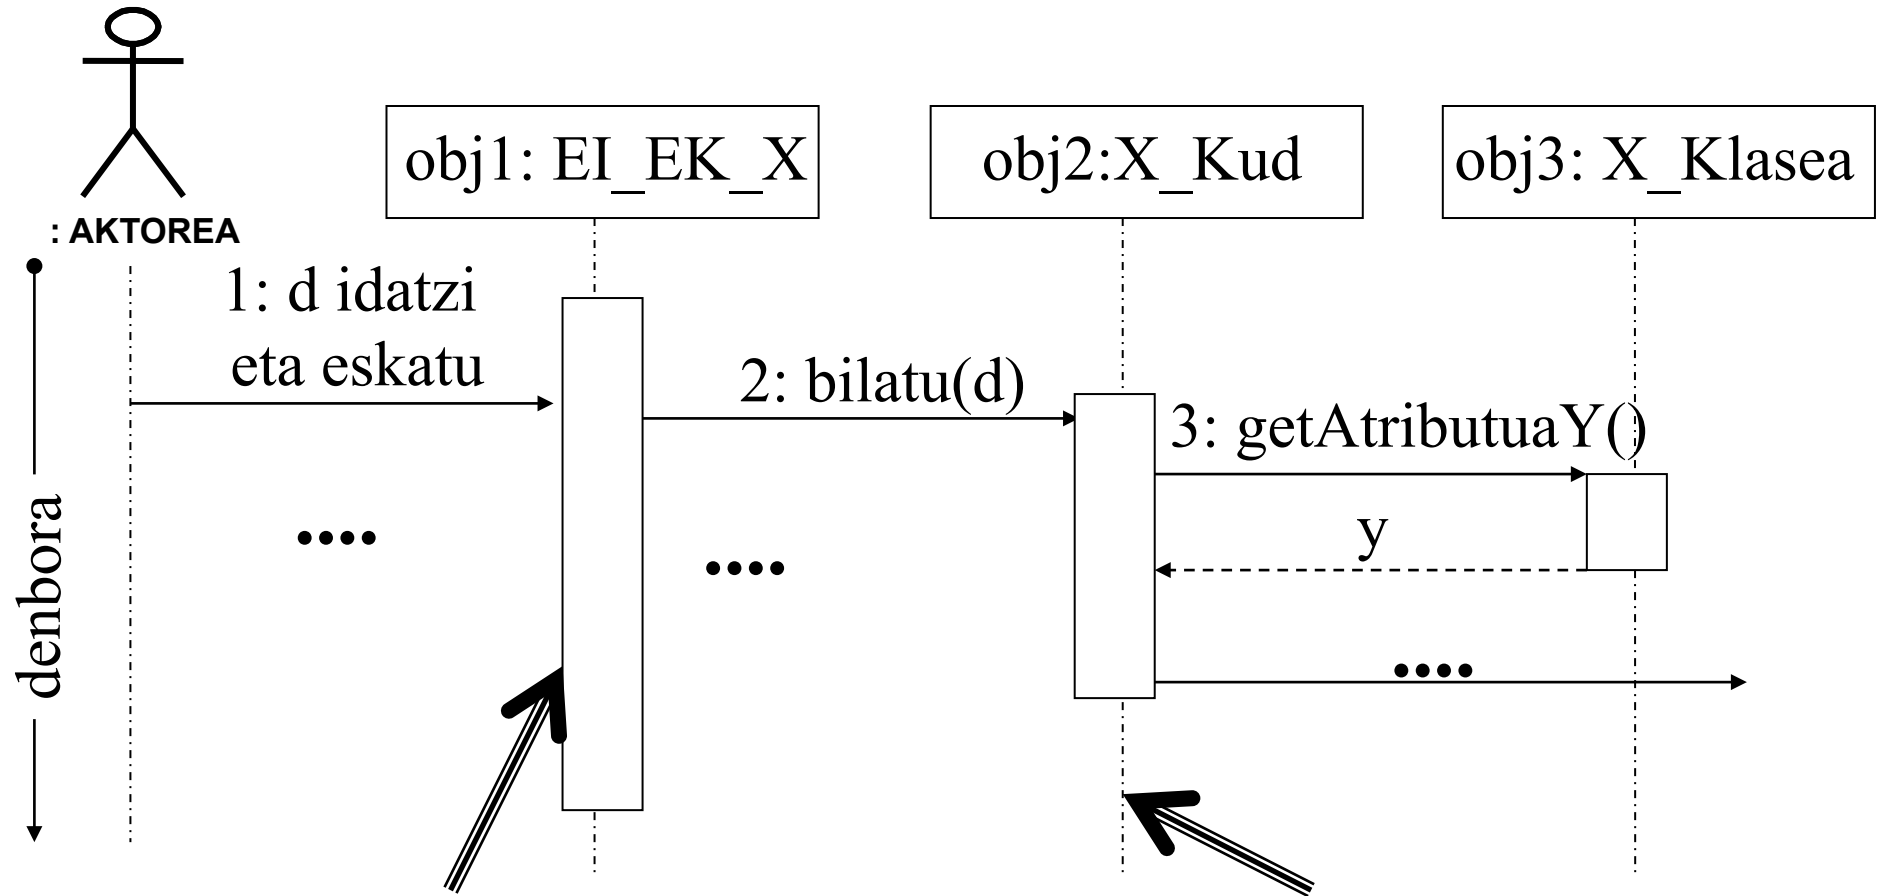 obj1: EI_EK_X
obj2:X_Kud
obj3: X_Klasea
: AKTOREA
1: d idatzi
eta eskatu
2: bilatu(d)
3: getAtributuaY()
y
denbora
....
....
....